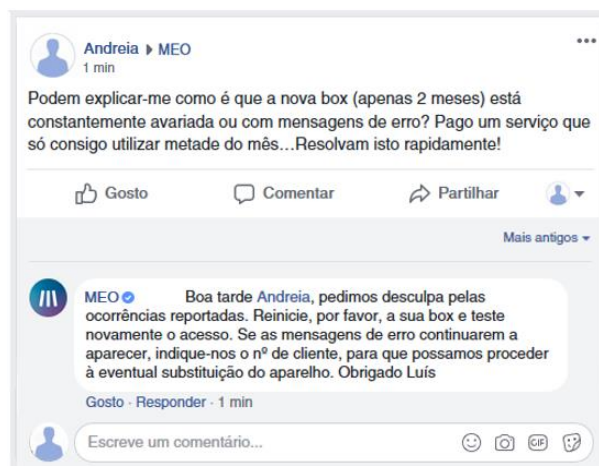 Andreia ▸ MEO
1 min
Podem explicar-me como é que a nova box (apenas 2 meses) está
constantemente avariada ou com mensagens de erro? Pago um serviço que
só consigo utilizar metade do mês…Resolvam isto rapidamente!
Gosto Comentar Partilhar
Mais antigos
MEO Boa tarde Andreia, pedimos desculpa pelas
ocorrências reportadas. Reinicie, por favor, a sua box e teste
novamente o acesso. Se as mensagens de erro continuarem a
aparecer, indique-nos o nº de cliente, para que possamos proceder
à eventual substituição do aparelho. Obrigado Luís
Gosto · Responder · 1 min
Escreve um comentário... GIF